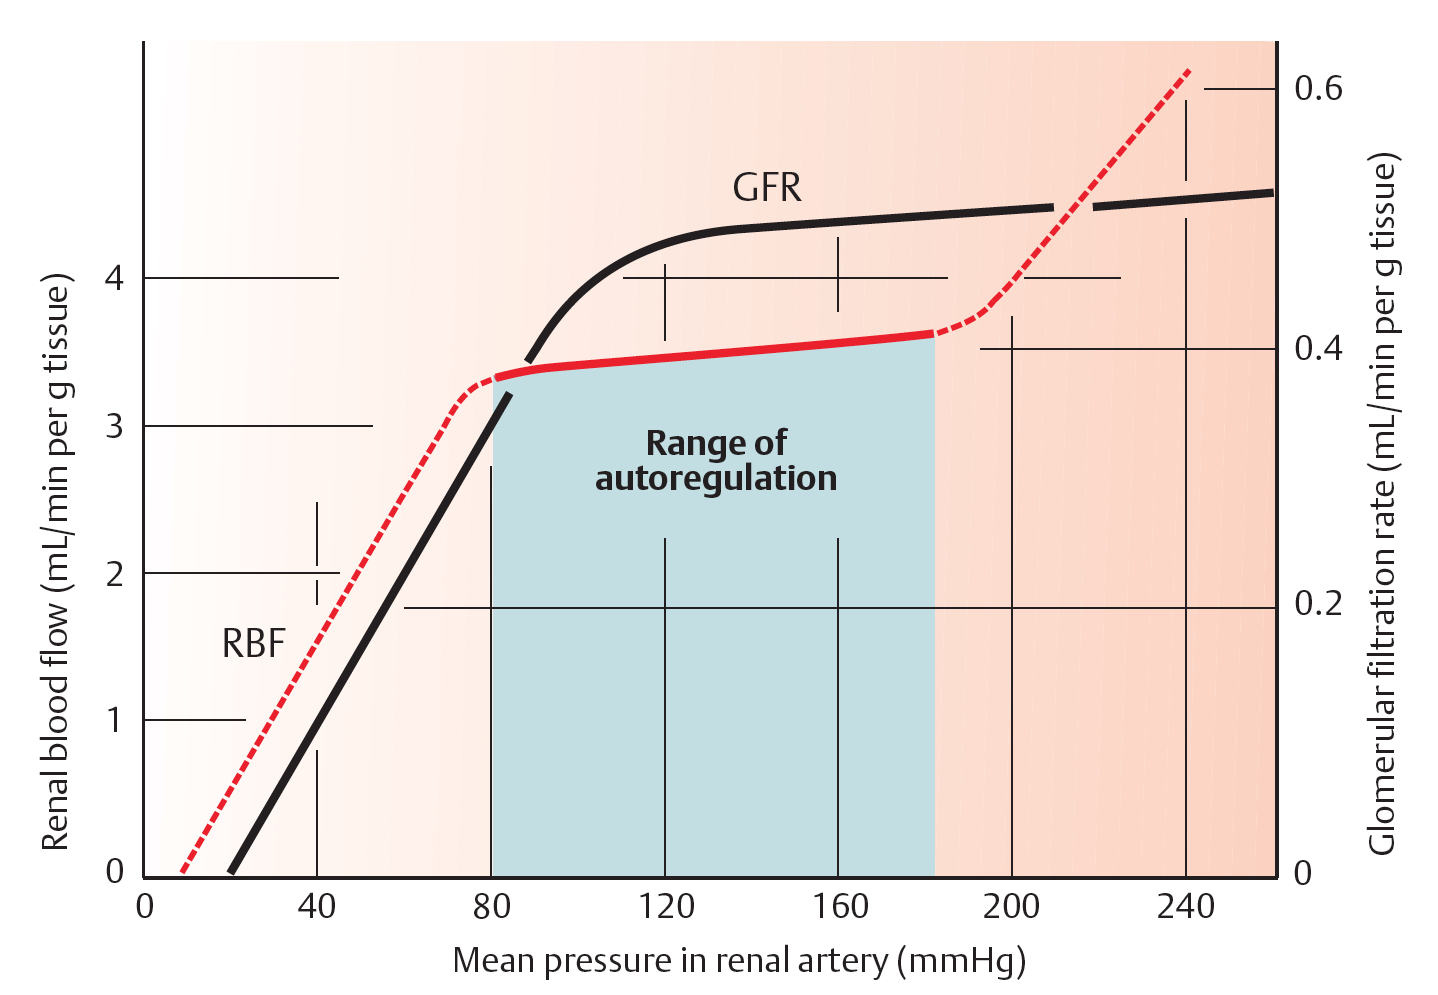 Renal blood flow (mL/min per g tissue)
4
3
2
1
0
GFR
RBF
Range of
autoregulation
0.6
0.4
0.2
0
Glomerular filtration rate (mL/min per g tissue)
0 40 80 120 160 200 240
Mean pressure in renal artery (mmHg)